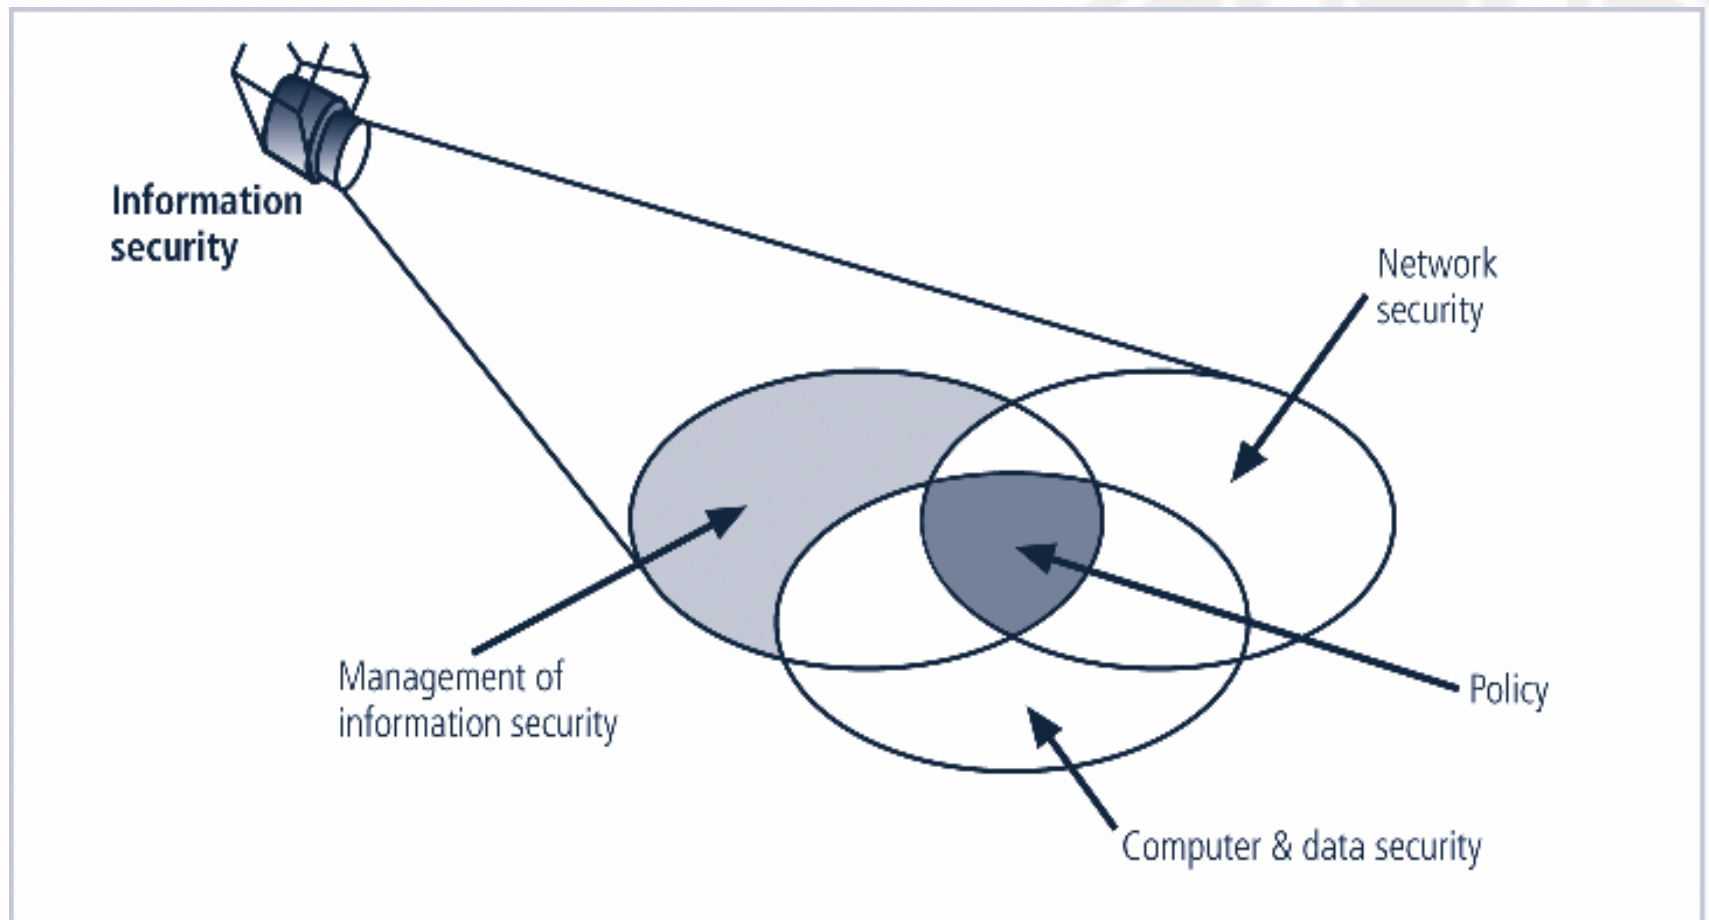 Information
security
Network
security
Management of
information security
Policy
Computer & data security